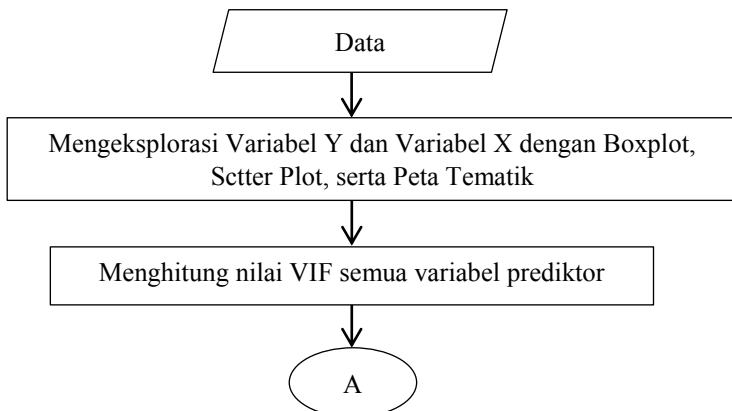 Data
Mengeksplorasi Variabel Y dan Variabel X dengan Boxplot,
Sctter Plot, serta Peta Tematik
Menghitung nilai VIF semua variabel prediktor
A